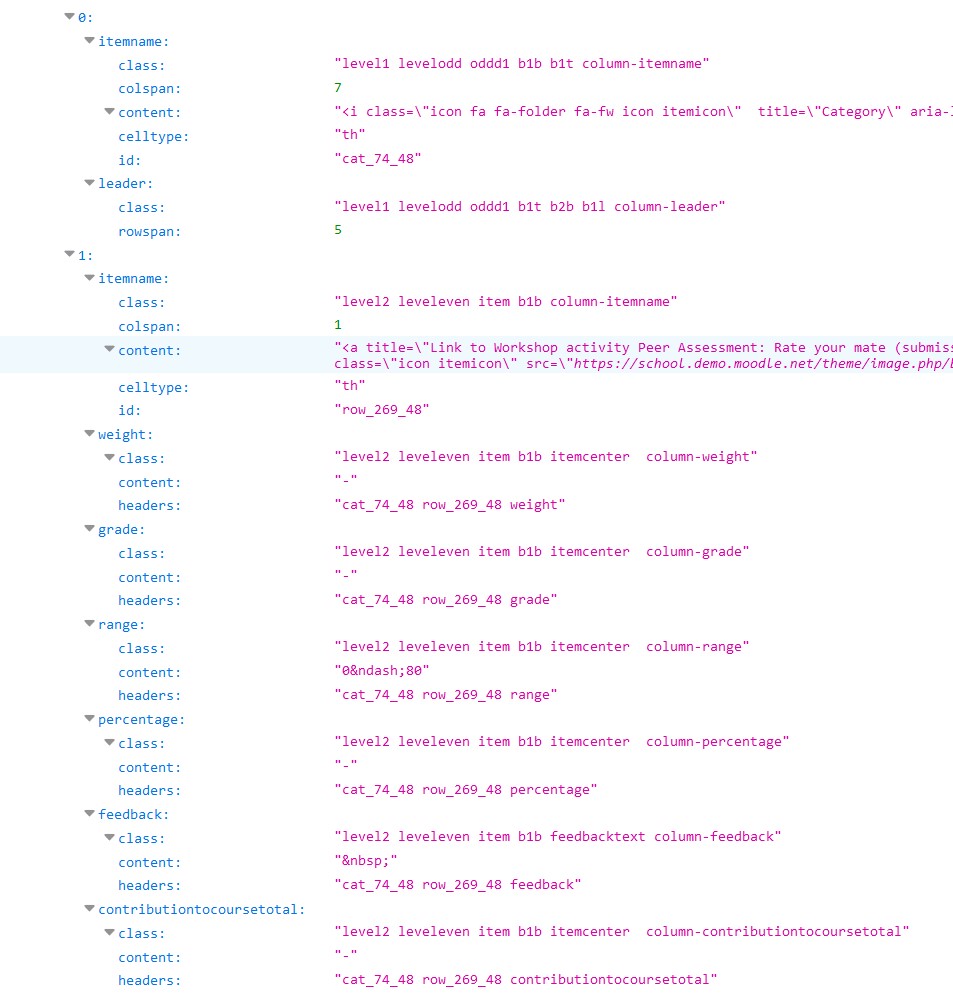 0:
itemname:
class: "level1 levelodd oddd1 b1b b1t column-itemname"
colspan: 7
content: "<i class=\"icon fa fa-folder fa-fw icon itemicon\"  title=\"Category\" aria-
celltype: "th"
id: "cat_74_48"
leader:
class: "level1 levelodd oddd1 b1t b2b b1l column-leader"
rowspan: 5
1:
itemname:
class: "level2 leveleven item b1b column-itemname"
colspan: 1
content: "<a title=\"Link to Workshop activity Peer Assessment: Rate your mate (submis
class=\"icon itemicon\" src=\"https://school.demo.moodle.net/theme/image.php/
celltype: "th"
id: "row_269_48"
weight:
class: "level2 leveleven item b1b itemcenter  column-weight"
content: "-"
headers: "cat_74_48 row_269_48 weight"
grade:
class: "level2 leveleven item b1b itemcenter  column-grade"
content: "-"
headers: "cat_74_48 row_269_48 grade"
range:
class: "level2 leveleven item b1b itemcenter  column-range"
content: "0&ndash;80"
headers: "cat_74_48 row_269_48 range"
percentage:
class: "level2 leveleven item b1b itemcenter  column-percentage"
content: "-"
headers: "cat_74_48 row_269_48 percentage"
feedback:
class: "level2 leveleven item b1b feedbacktext column-feedback"
content: "&nbsp;"
headers: "cat_74_48 row_269_48 feedback"
contributiontocoursetotal:
class: "level2 leveleven item b1b itemcenter  column-contributiontocoursetotal"
content: "-"
headers: "cat_74_48 row_269_48 contributiontocoursetotal"